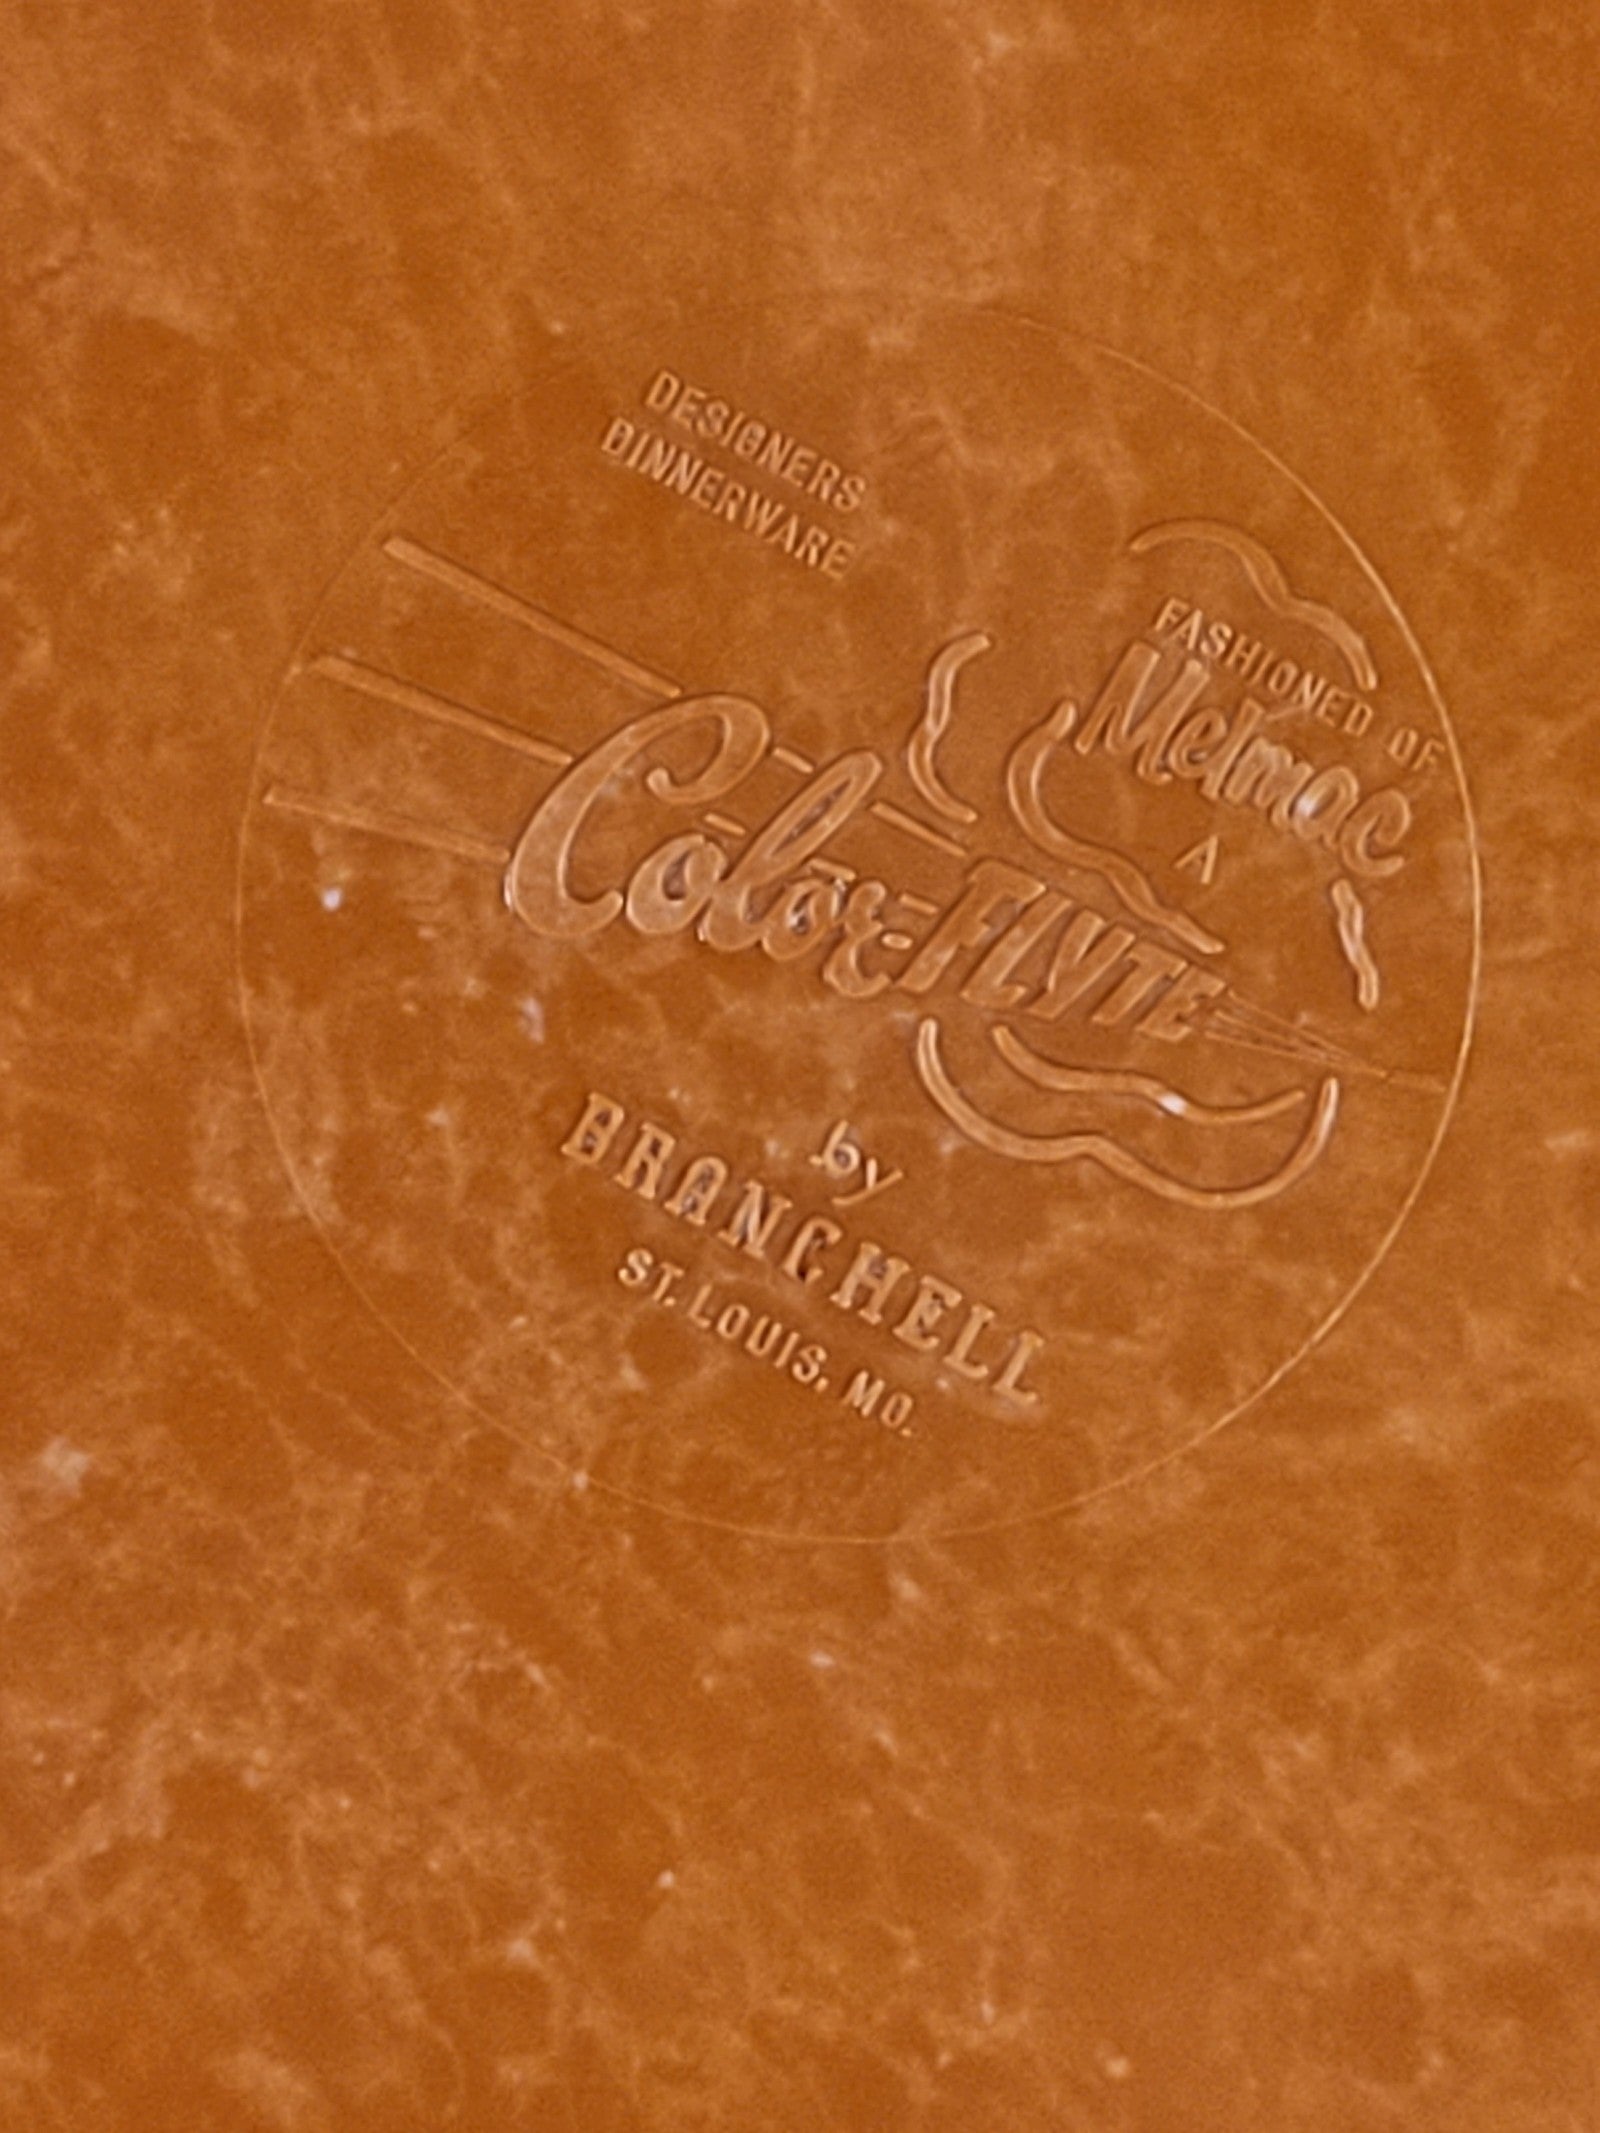 DESIGNERS
DINNERWARE
FASHIONED OF
Melmac
A
Color-FLYTE
by
BRANCHELL
ST. LOUIS, MO.